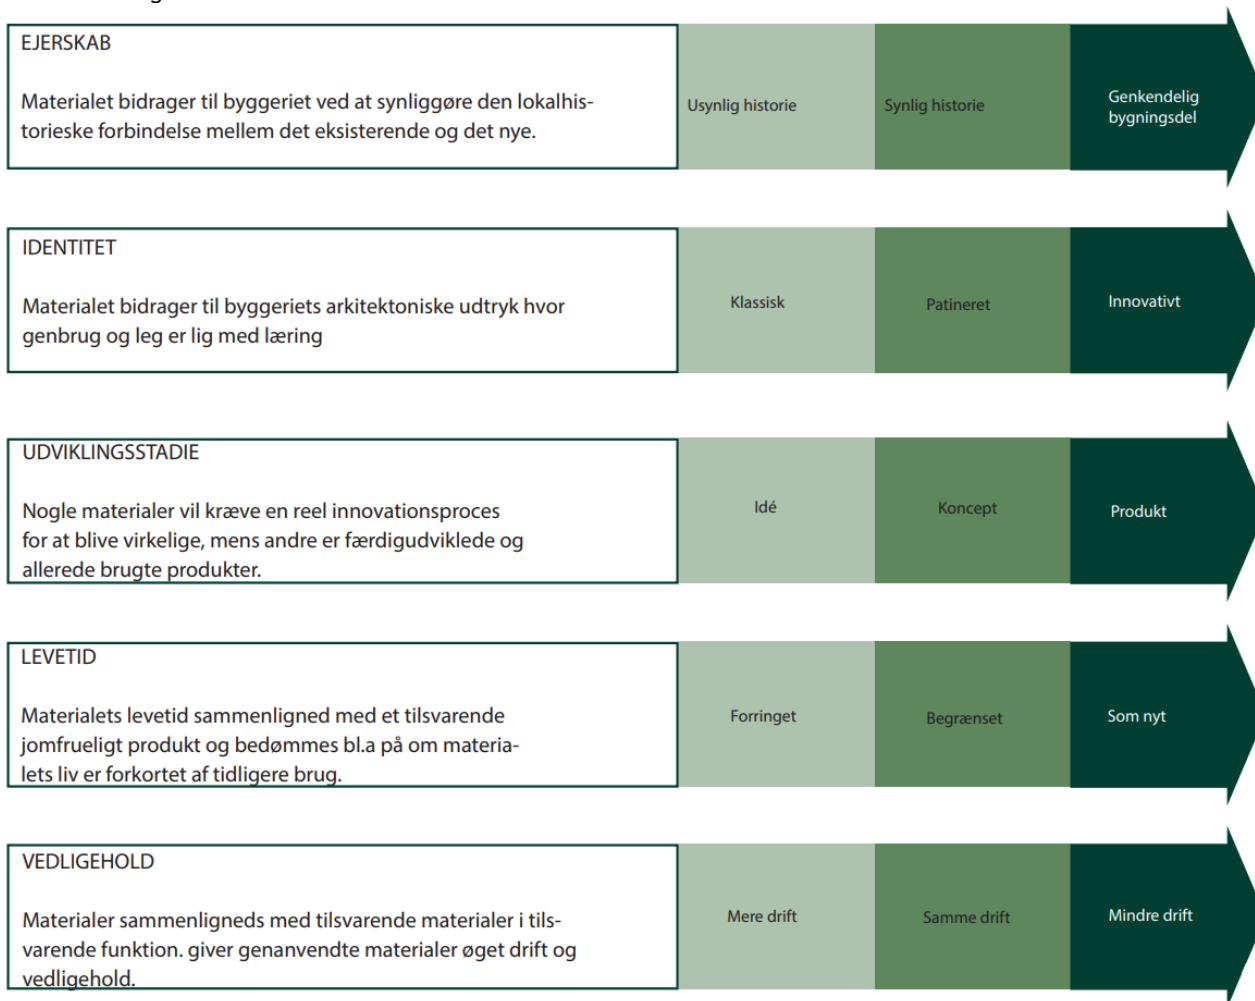 EJERSKAB
Materialet bidrager til byggeriet ved at synliggøre den lokalhis-
torieske forbindelse mellem det eksisterende og det nye.
Usynlig historie
Synlig historie
Genkendelig
bygningsdel
IDENTITET
Materialet bidrager til byggeriets arkitektoniske udtryk hvor
genbrug og leg er lig med læring
Klassisk
Patineret
Innovativt
UDVIKLINGSSTADIE
Nogle materialer vil kræve en reel innovationsproces
for at blive virkelige, mens andre er færdigudviklede og
allerede brugte produkter.
Idé
Koncept
Produkt
LEVETID
Materialets levetid sammenlignet med et tilsvarende
jomfrueligt produkt og bedømmes bl.a på om materia-
lets liv er forkortet af tidligere brug.
Forringet
Begrænset
Som nyt
VEDLIGEHOLD
Materialer sammenligneds med tilsvarende materialer i tils-
varende funktion. giver genanvendte materialer øget drift og
vedligehold.
Mere drift
Samme drift
Mindre drift